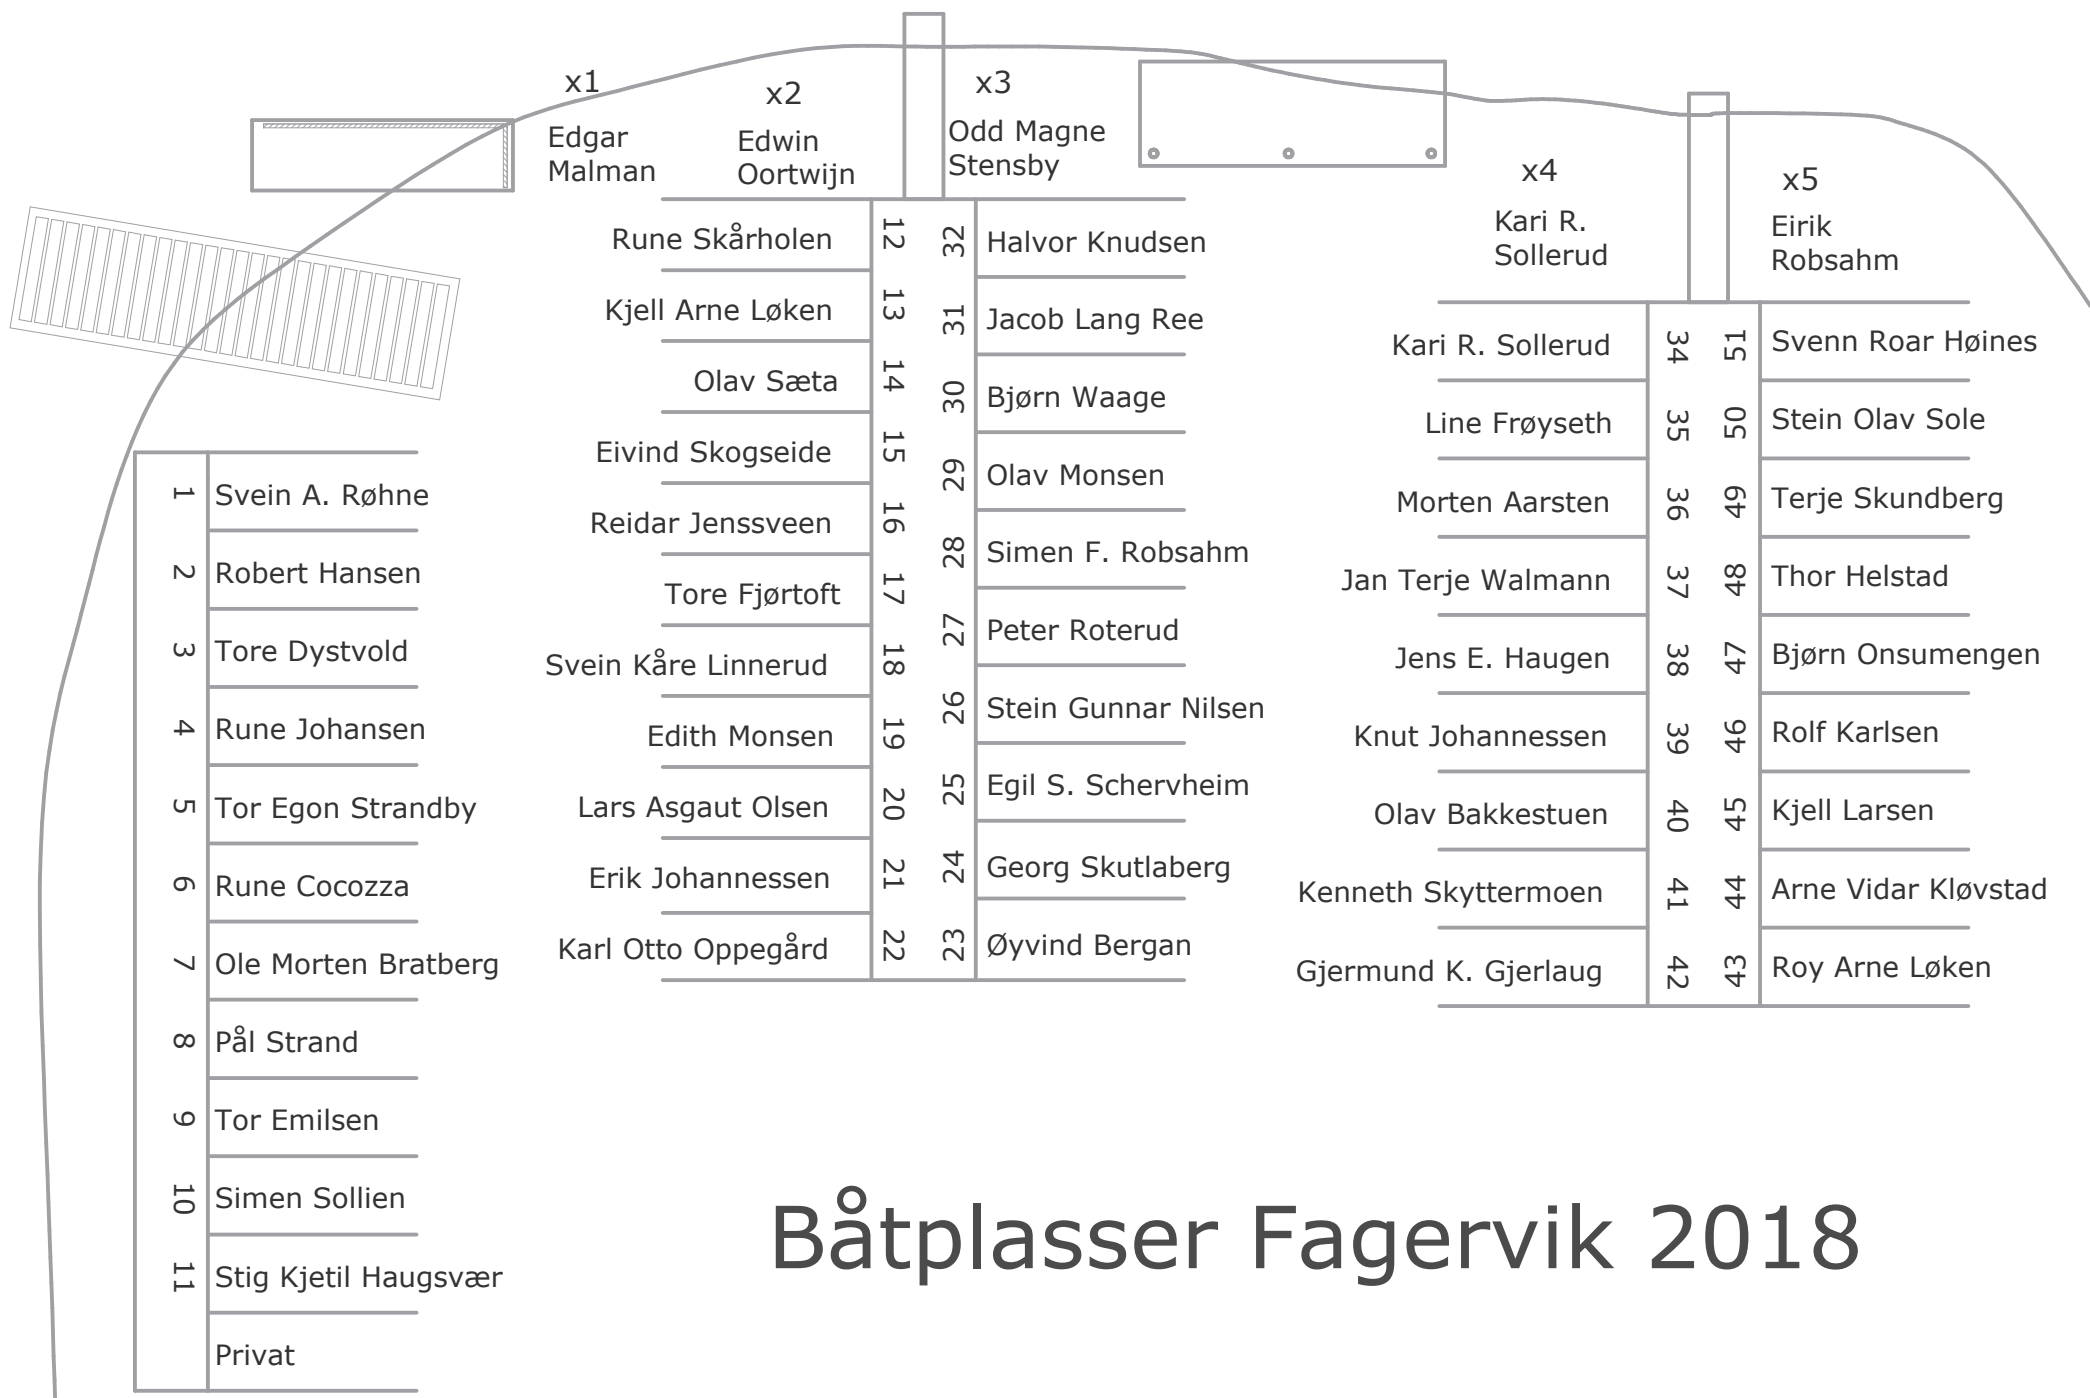 x1
Edgar
Malman
x2
Edwin
Oortwijn
x3
Odd Magne
Stensby
x4
Kari R.
Sollerud
x5
Eirik
Robsahm
1 Svein A. Røhne
2 Robert Hansen
3 Tore Dystvold
4 Rune Johansen
5 Tor Egon Strandby
6 Rune Cocozza
7 Ole Morten Bratberg
8 Pål Strand
9 Tor Emilsen
10 Simen Sollien
11 Stig Kjetil Haugsvær
Privat
Rune Skårholen 12
Kjell Arne Løken 13
Olav Sæta 14
Eivind Skogseide 15
Reidar Jenssveen 16
Tore Fjørtoft 17
Svein Kåre Linnerud 18
Edith Monsen 19
Lars Asgaut Olsen 20
Erik Johannessen 21
Karl Otto Oppegård 22
32 Halvor Knudsen
31 Jacob Lang Ree
30 Bjørn Waage
29 Olav Monsen
28 Simen F. Robsahm
27 Peter Roterud
26 Stein Gunnar Nilsen
25 Egil S. Schervheim
24 Georg Skutlaberg
23 Øyvind Bergan
Kari R. Sollerud 34
Line Frøyseth 35
Morten Aarsten 36
Jan Terje Walmann 37
Jens E. Haugen 38
Knut Johannessen 39
Olav Bakkestuen 40
Kenneth Skyttermoen 41
Gjermund K. Gjerlaug 42
51 Svenn Roar Høines
50 Stein Olav Sole
49 Terje Skundberg
48 Thor Helstad
47 Bjørn Onsumengen
46 Rolf Karlsen
45 Kjell Larsen
44 Arne Vidar Kløvstad
43 Roy Arne Løken
Båtplasser Fagervik 2018